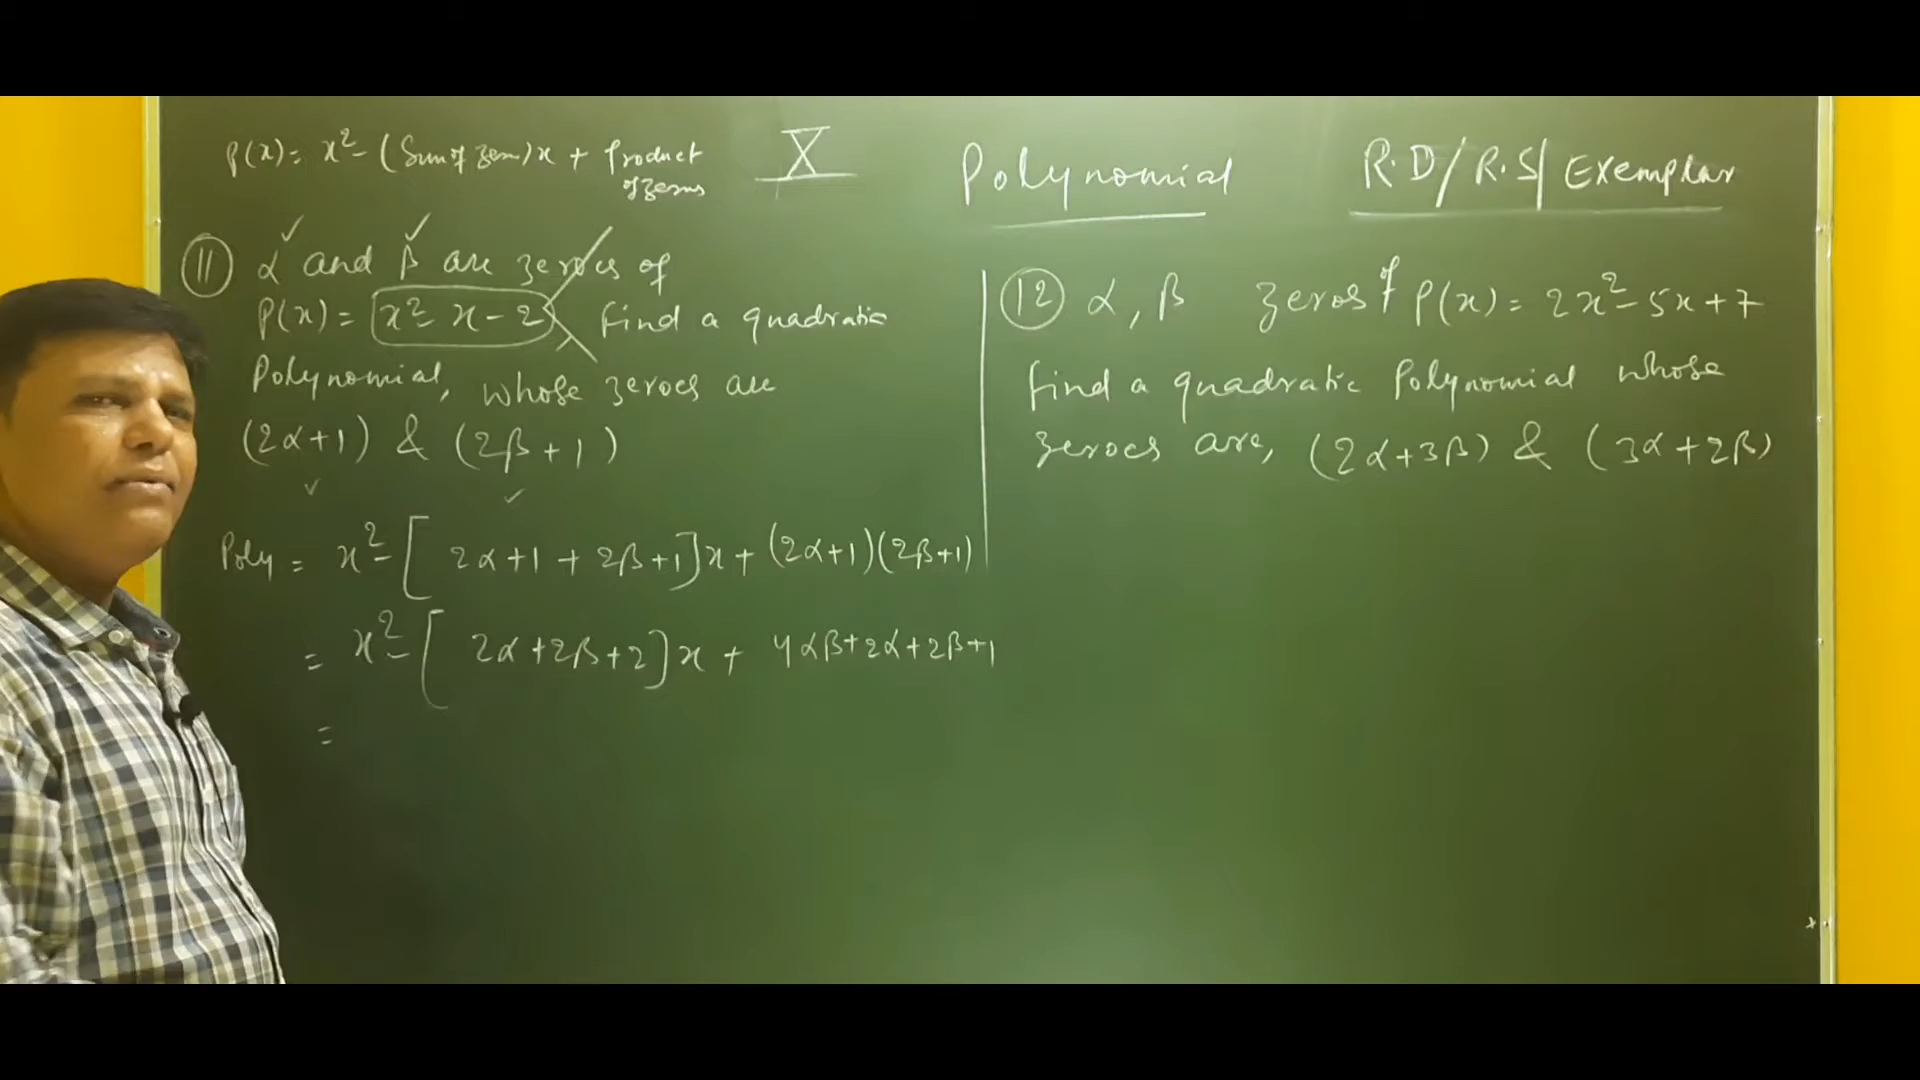 P(x) = x² - (Sum of zeros)x + Product of zeros
X
Polynomial
R.D/R.S/Exemplar
11 α and β are zeroes of
P(x) = x² - x - 2 find a quadratic
Polynomial, whose zeroes are
(2α+1) & (2β+1)
Poly = x² - [2α+1 + 2β+1]x + (2α+1)(2β+1)
= x² - [2α+2β+2]x + 4αβ+2α+2β+1
=
12 α, β zeros of P(x) = 2x² - 5x + 7
find a quadratic Polynomial whose
zeroes are, (2α+3β) & (3α+2β)